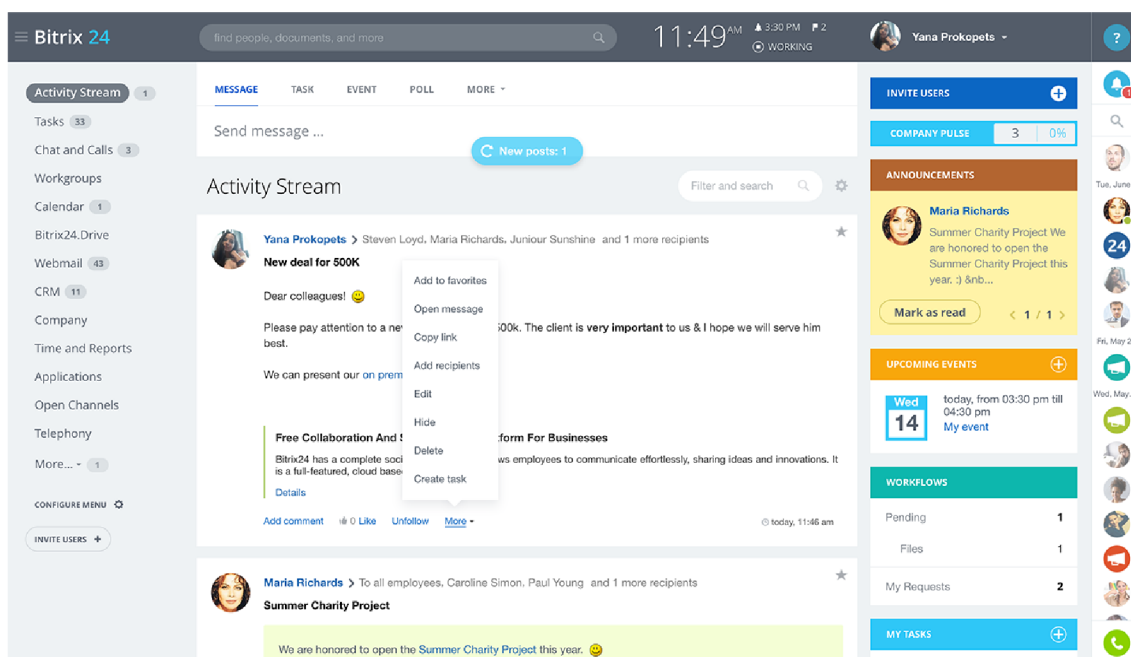 Bitrix 24
find people, documents, and more
11:49 AM
3:30 PM 2
WORKING
Yana Prokopets
?
Activity Stream 1
Tasks 33
Chat and Calls 3
Workgroups
Calendar 1
Bitrix24.Drive
Webmail 43
CRM 11
Company
Time and Reports
Applications
Open Channels
Telephony
More... 1
CONFIGURE MENU
INVITE USERS +
MESSAGE TASK EVENT POLL MORE
Send message ...
New posts: 1
Activity Stream
Filter and search
Yana Prokopets > Steven Loyd, Maria Richards, Juniour Sunshine and 1 more recipients
New deal for 500K
Dear colleagues!
Please pay attention to a ne 500k. The client is very important to us & I hope we will serve him
best.
We can present our on prem
Free Collaboration And tform For Businesses
Bitrix24 has a complete soci ws employees to communicate effortlessly, sharing ideas and innovations. It
is a full-featured, cloud base
Details
Add to favorites
Open message
Copy link
Add recipients
Edit
Hide
Delete
Create task
Add comment 0 Like Unfollow More
today, 11:46 am
Maria Richards > To all employees, Caroline Simon, Paul Young and 1 more recipients
Summer Charity Project
We are honored to open the Summer Charity Project this year.
INVITE USERS
COMPANY PULSE 3 0%
ANNOUNCEMENTS
Maria Richards
Summer Charity Project We
are honored to open the
Summer Charity Project this
year. :) &nb...
Mark as read
< 1 / 1 >
UPCOMING EVENTS
Wed
14
today, from 03:30 pm till
04:30 pm
My event
WORKFLOWS
Pending 1
Files 1
My Requests 2
MY TASKS
1
Tue, June
24
Fri, May 2
Wed, May.